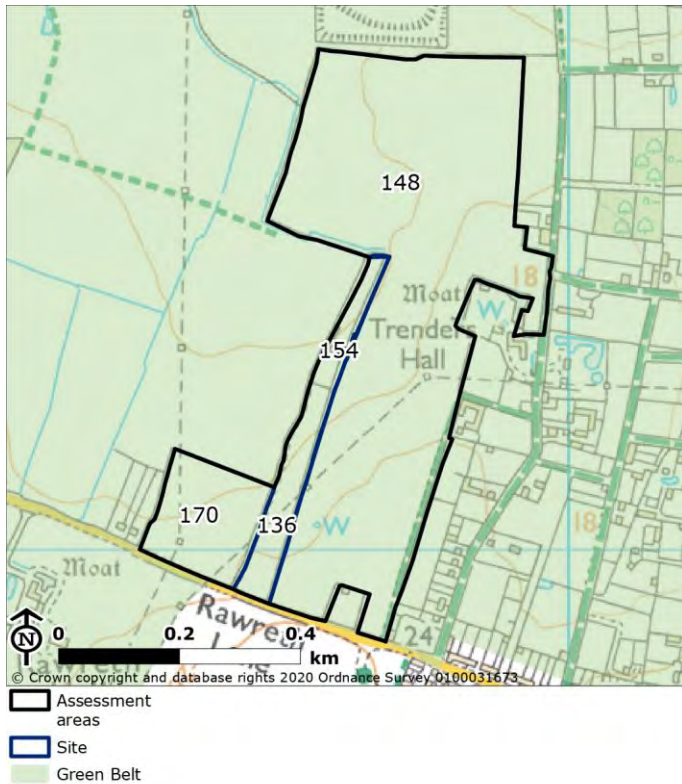 148
18
Moat
W
Trenders
Hall
154
170
136
W
18
Moat
Rawreth
24
N
0 0.2 0.4
km
© Crown copyright and database rights 2020 Ordnance Survey 0100031673
Assessment
areas
Site
Green Belt